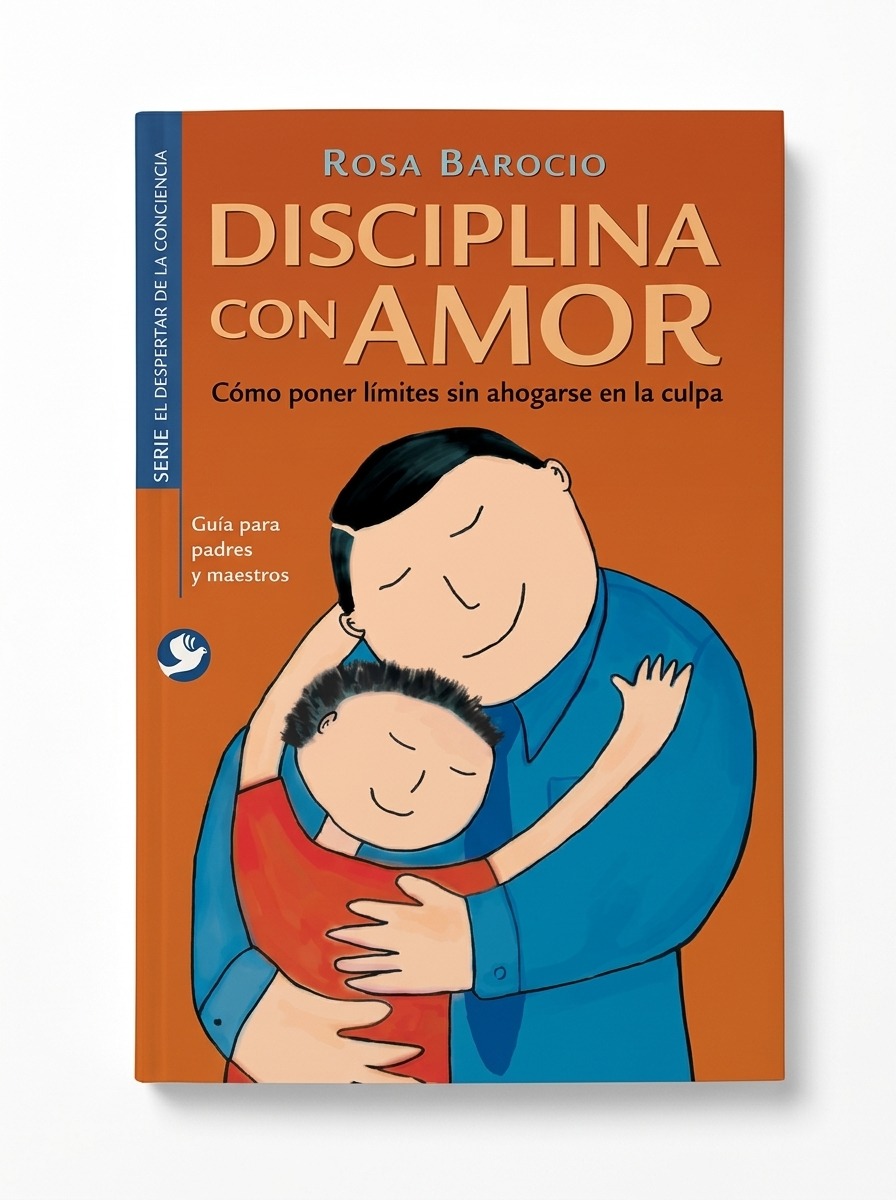 ROSA BAROCIO
DISCIPLINA
CON AMOR
Cómo poner límites sin ahogarse en la culpa
SERIE EL DESPERTAR DE LA CONCIENCIA
Guía para
padres
y maestros